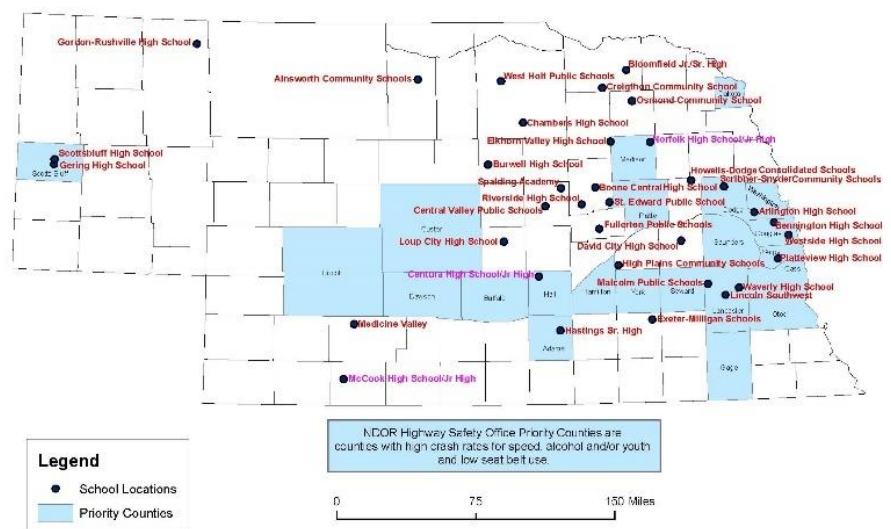 Gordon-Rushville High School
Ainsworth Community Schools
West Holt Public Schools
Bloomfield Jr./Sr. High
Creigthon Community School
Osmond Community School
Chambers High School
Elkhorn Valley High School
Norfolk High School/Jr High
Madison
Scottsbluff High School
Gering High School
Scotts Bluff
Burwell High School
Howells-Dodge Consolidated Schools
Scribner-Snyder Community Schools
Spalding Academy
Boone Central High School
Riverside High School
St. Edward Public School
Central Valley Public Schools
Platte
Dodge
Washington
Arlington High School
Custer
Fullerton Public Schools
Bennington High School
Douglas
Westside High School
Loup City High School
David City High School
Saunders
Platteview High School
High Plains Community Schools
Cass
Lincoln
Centura High School/Jr High
Malcolm Public Schools
Waverly High School
Lincoln Southwest
Dawson
Buffalo
Hall
Hamilton
York
Seward
Lancaster
Otoe
Medicine Valley
Exeter-Milligan Schools
Hastings Sr. High
Adams
Gage
McCook High School/Jr High
NDOR Highway Safety Office Priority Counties are
counties with high crash rates for speed, alcohol and/or youth
and low seat belt use.
Legend
School Locations
Priority Counties
0 75 150 Miles